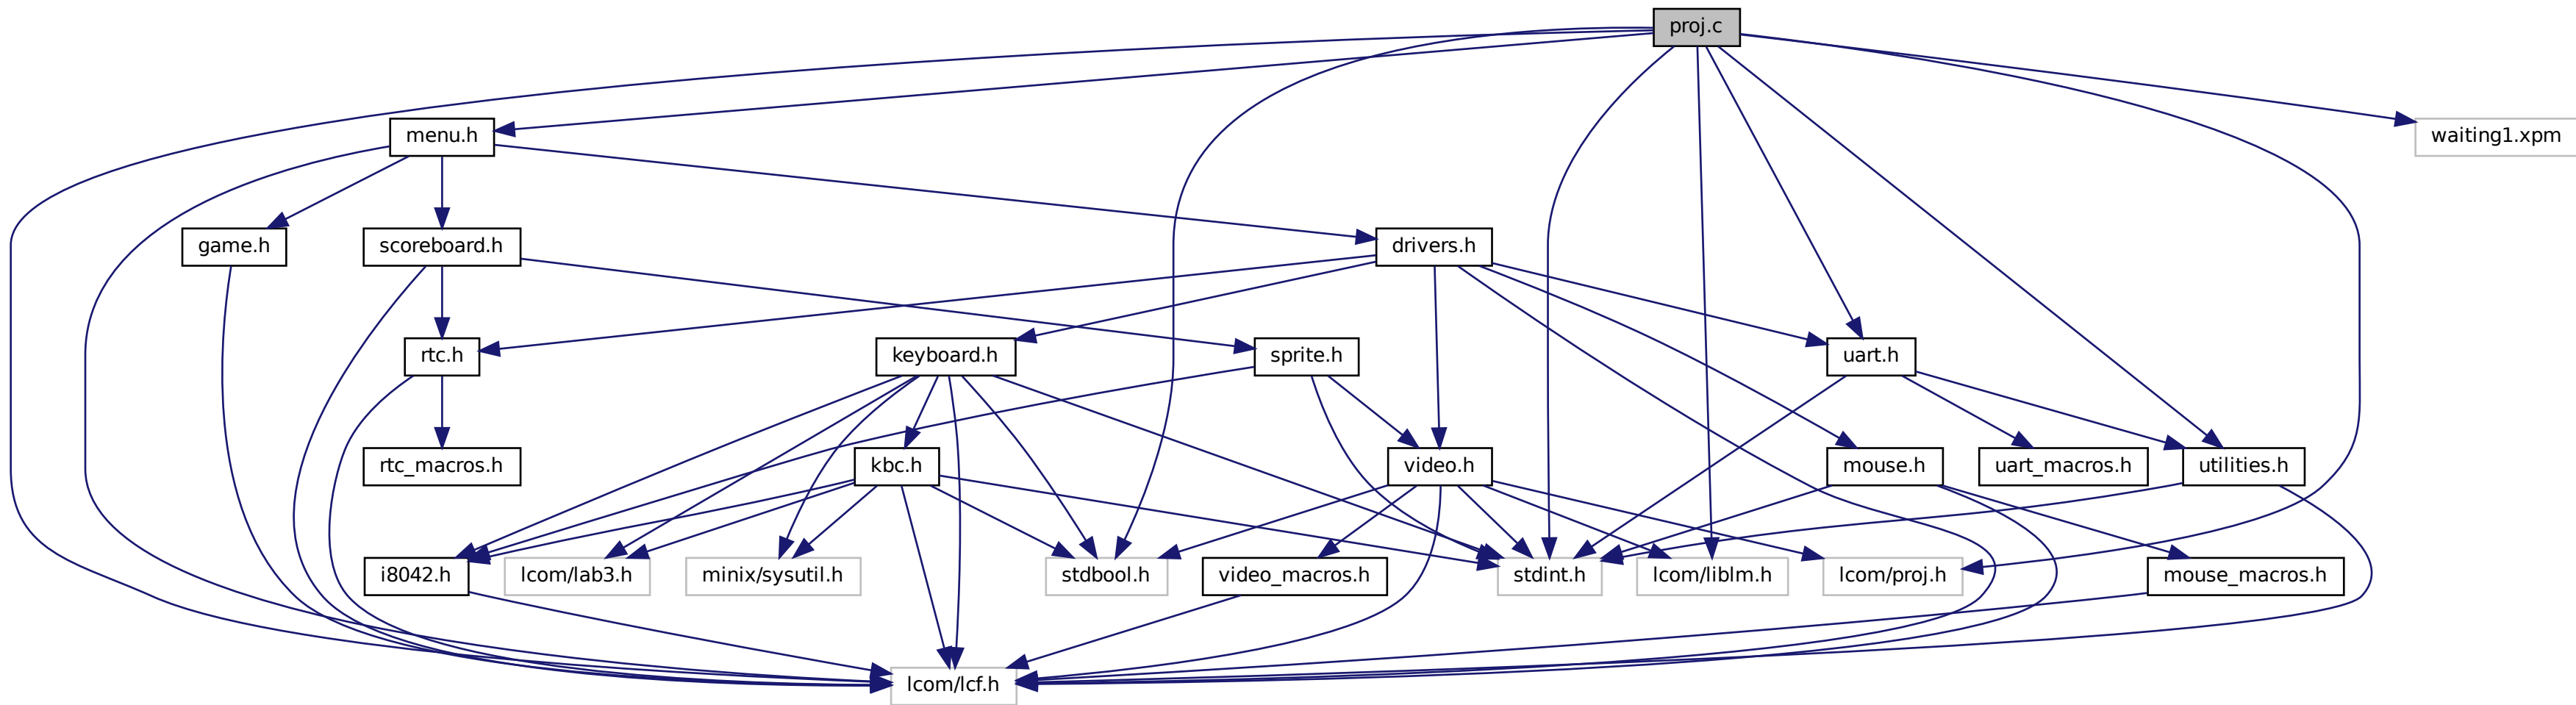 proj.c
menu.h
waiting1.xpm
game.h
scoreboard.h
drivers.h
rtc.h
keyboard.h
sprite.h
uart.h
rtc_macros.h
kbc.h
video.h
mouse.h
uart_macros.h
utilities.h
i8042.h
lcom/lab3.h
minix/sysutil.h
stdbool.h
video_macros.h
stdint.h
lcom/liblm.h
lcom/proj.h
mouse_macros.h
lcom/lcf.h